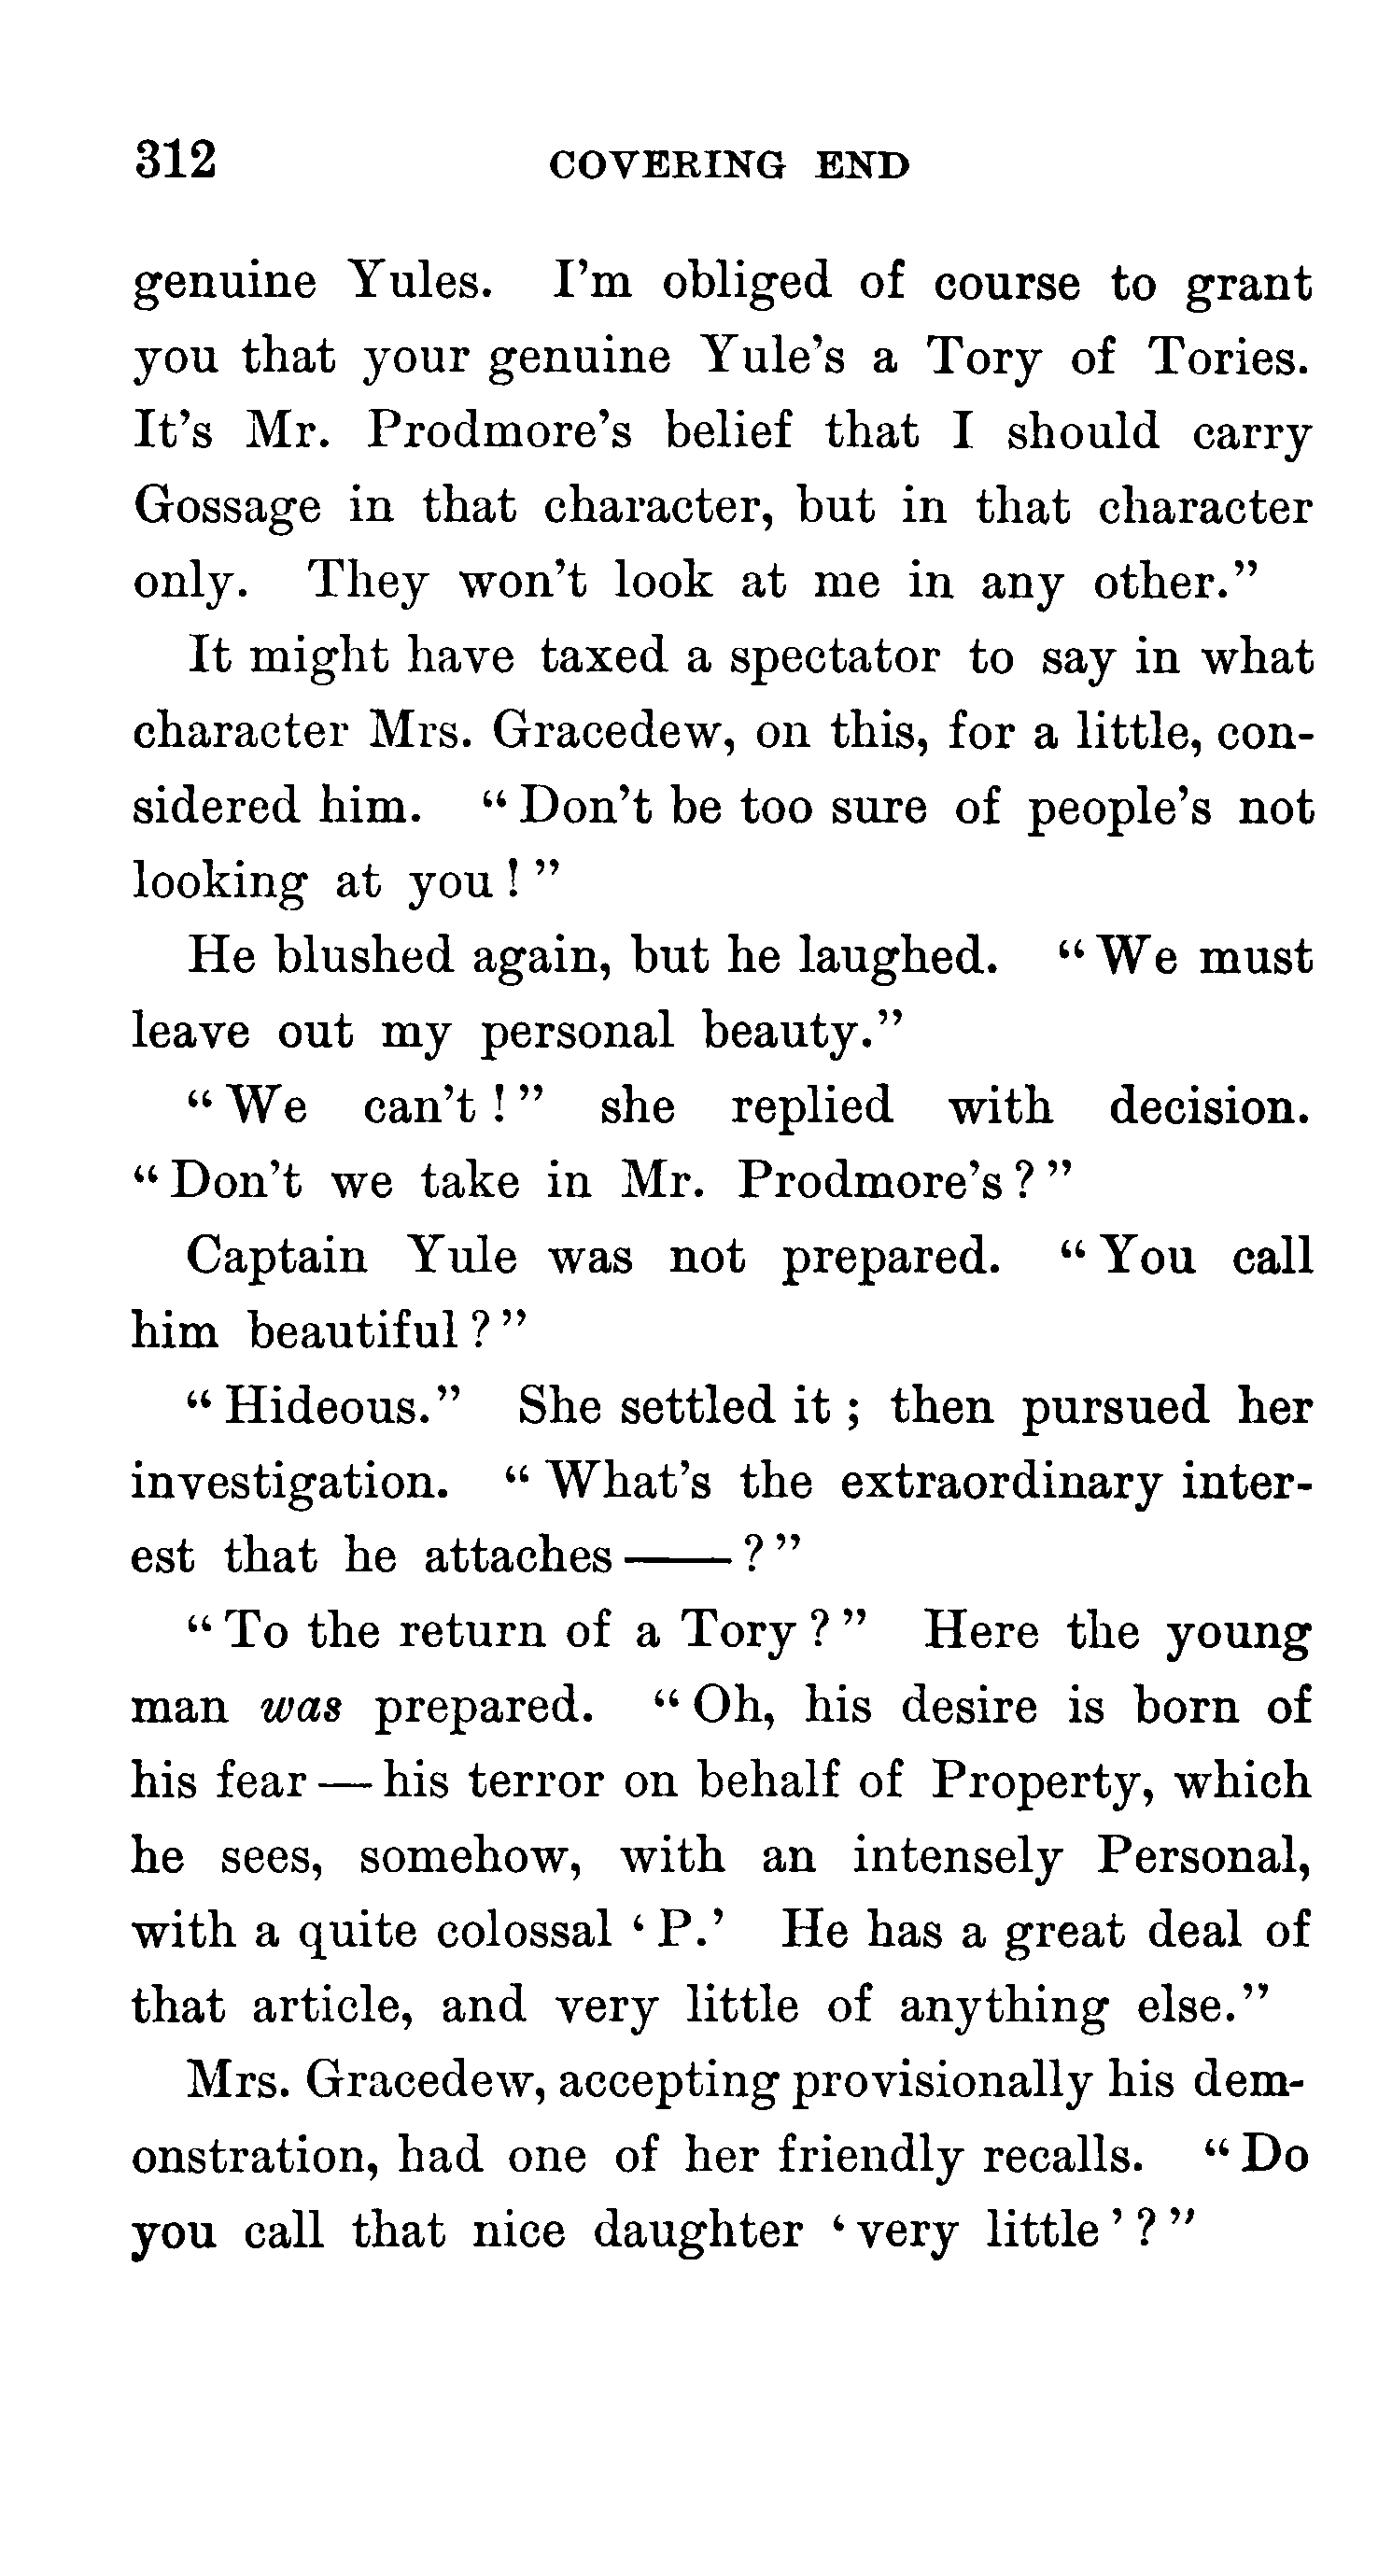 312 COVERING END
genuine Yules. I'm obliged of course to grant
you that your genuine Yule's a Tory of Tories.
It's Mr. Prodmore's belief that I should carry
Gossage in that character, but in that character
only. They won't look at me in any other."
It might have taxed a spectator to say in what
character Mrs. Gracedew, on this, for a little, con-
sidered him. "Don't be too sure of people's not
looking at you!"
He blushed again, but he laughed. "We must
leave out my personal beauty."
"We can't!" she replied with decision.
"Don't we take in Mr. Prodmore's?"
Captain Yule was not prepared. "You call
him beautiful?"
"Hideous." She settled it; then pursued her
investigation. "What's the extraordinary inter-
est that he attaches——?"
"To the return of a Tory?" Here the young
man was prepared. "Oh, his desire is born of
his fear—his terror on behalf of Property, which
he sees, somehow, with an intensely Personal,
with a quite colossal 'P.' He has a great deal of
that article, and very little of anything else."
Mrs. Gracedew, accepting provisionally his dem-
onstration, had one of her friendly recalls. "Do
you call that nice daughter 'very little'?"